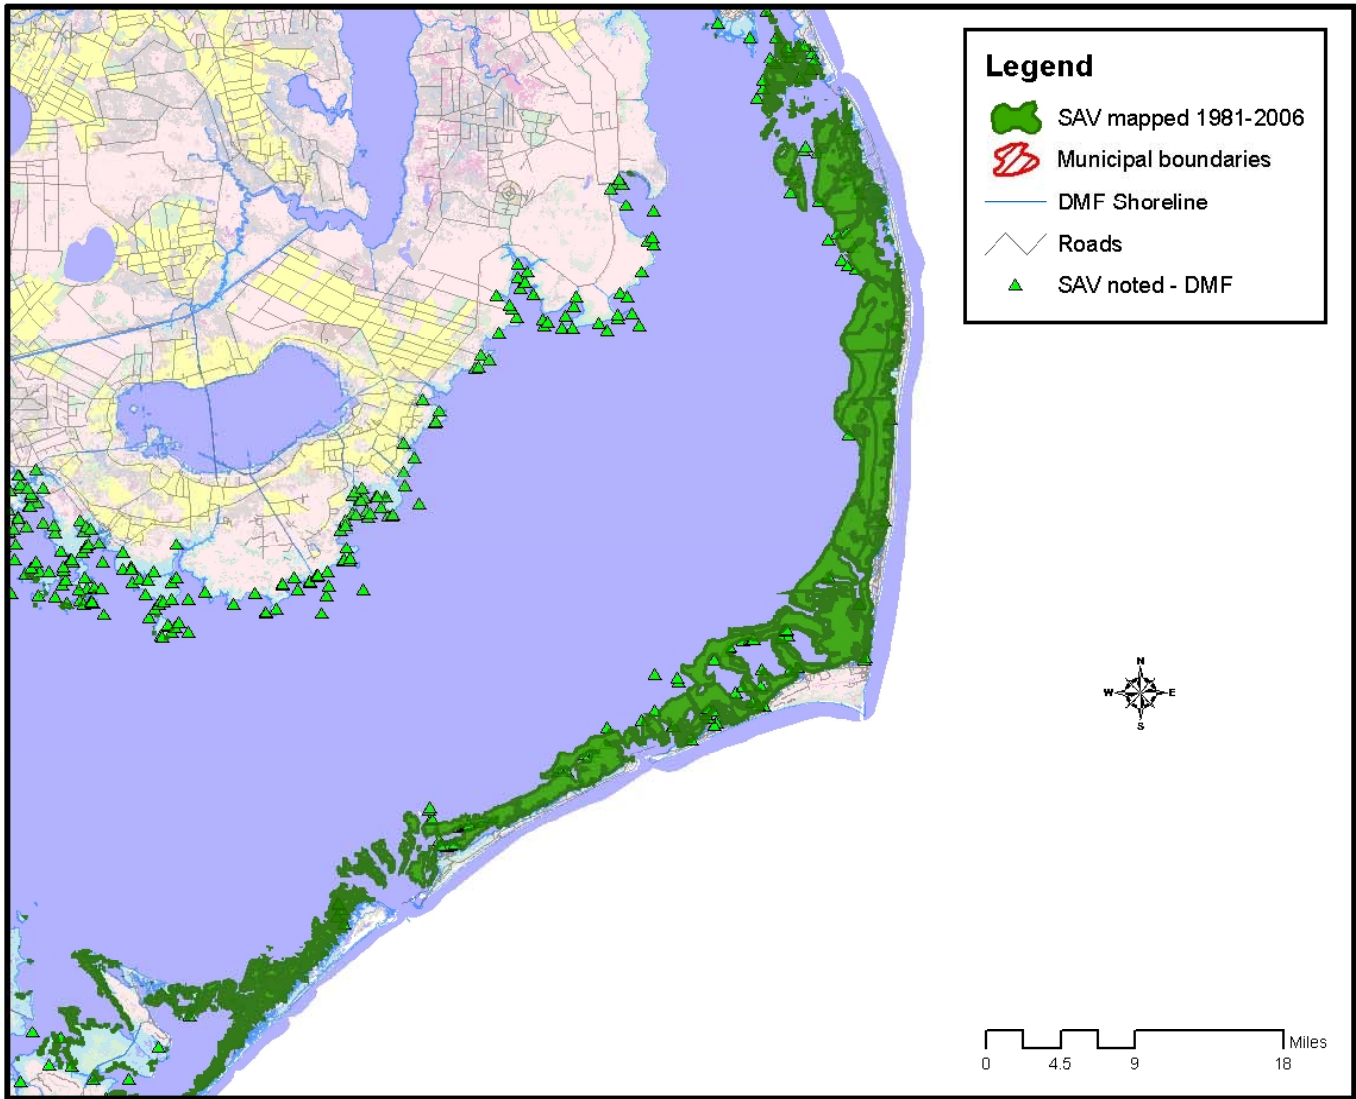 Legend
SAV mapped 1981-2006
Municipal boundaries
DMF Shoreline
Roads
SAV noted - DMF
N
W E
S
Miles
0 4.5 9 18